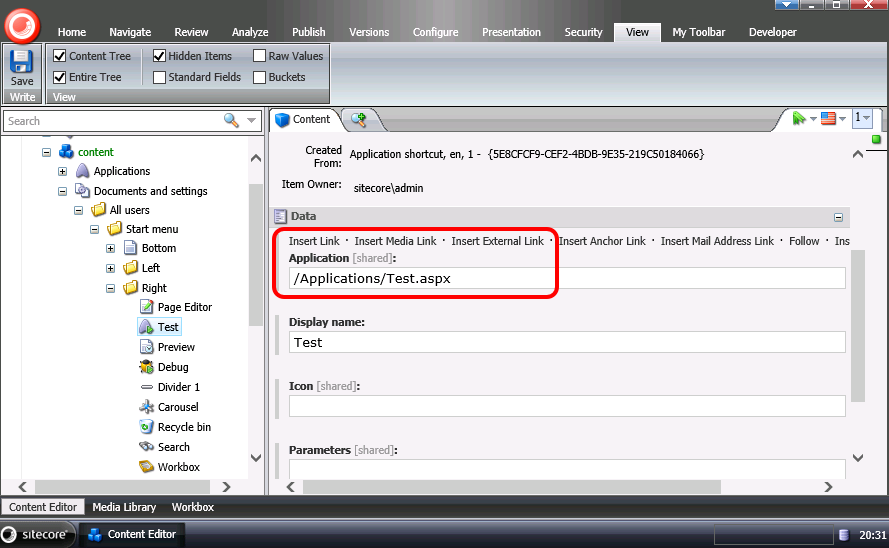 Home Navigate Review Analyze Publish Versions Configure Presentation Security View My Toolbar Developer
Save
Write
Content Tree Hidden Items Raw Values
Entire Tree Standard Fields Buckets
View
Search
Content
1
content
Applications
Documents and settings
All users
Start menu
Bottom
Left
Right
Page Editor
Test
Preview
Debug
Divider 1
Carousel
Recycle bin
Search
Workbox
Created From: Application shortcut, en, 1 - {5E8CFCF9-CEF2-4BDB-9E35-219C50184066}
Item Owner: sitecore\admin
Data
Insert Link · Insert Media Link · Insert External Link · Insert Anchor Link · Insert Mail Address Link · Follow · Ins
Application [shared]:
/Applications/Test.aspx
Display name:
Test
Icon [shared]:
Parameters [shared]:
Content Editor Media Library Workbox
sitecore Content Editor 20:31